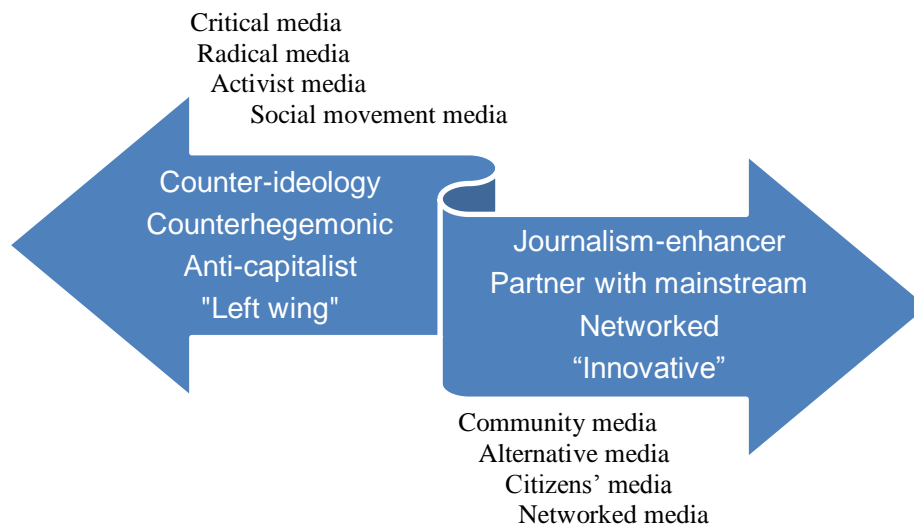 Critical media
Radical media
Activist media
Social movement media
Counter-ideology
Counterhegemonic
Anti-capitalist
"Left wing"
Journalism-enhancer
Partner with mainstream
Networked
“Innovative”
Community media
Alternative media
Citizens’ media
Networked media